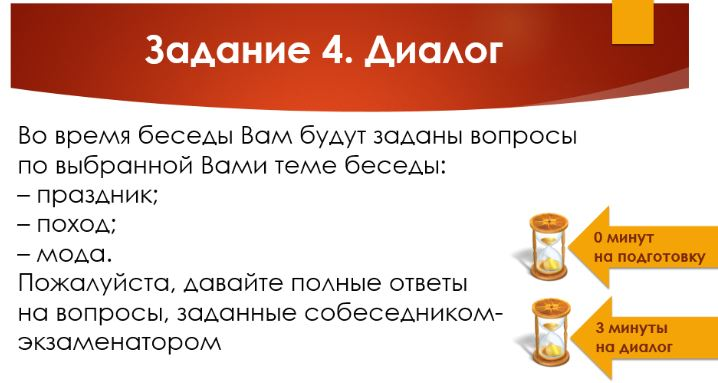 Задание 4. Диалог
Во время беседы Вам будут заданы вопросы
по выбранной Вами теме беседы:
– праздник;
– поход;
– мода.
Пожалуйста, давайте полные ответы
на вопросы, заданные собеседником-
экзаменатором
0 минут
на подготовку
3 минуты
на диалог